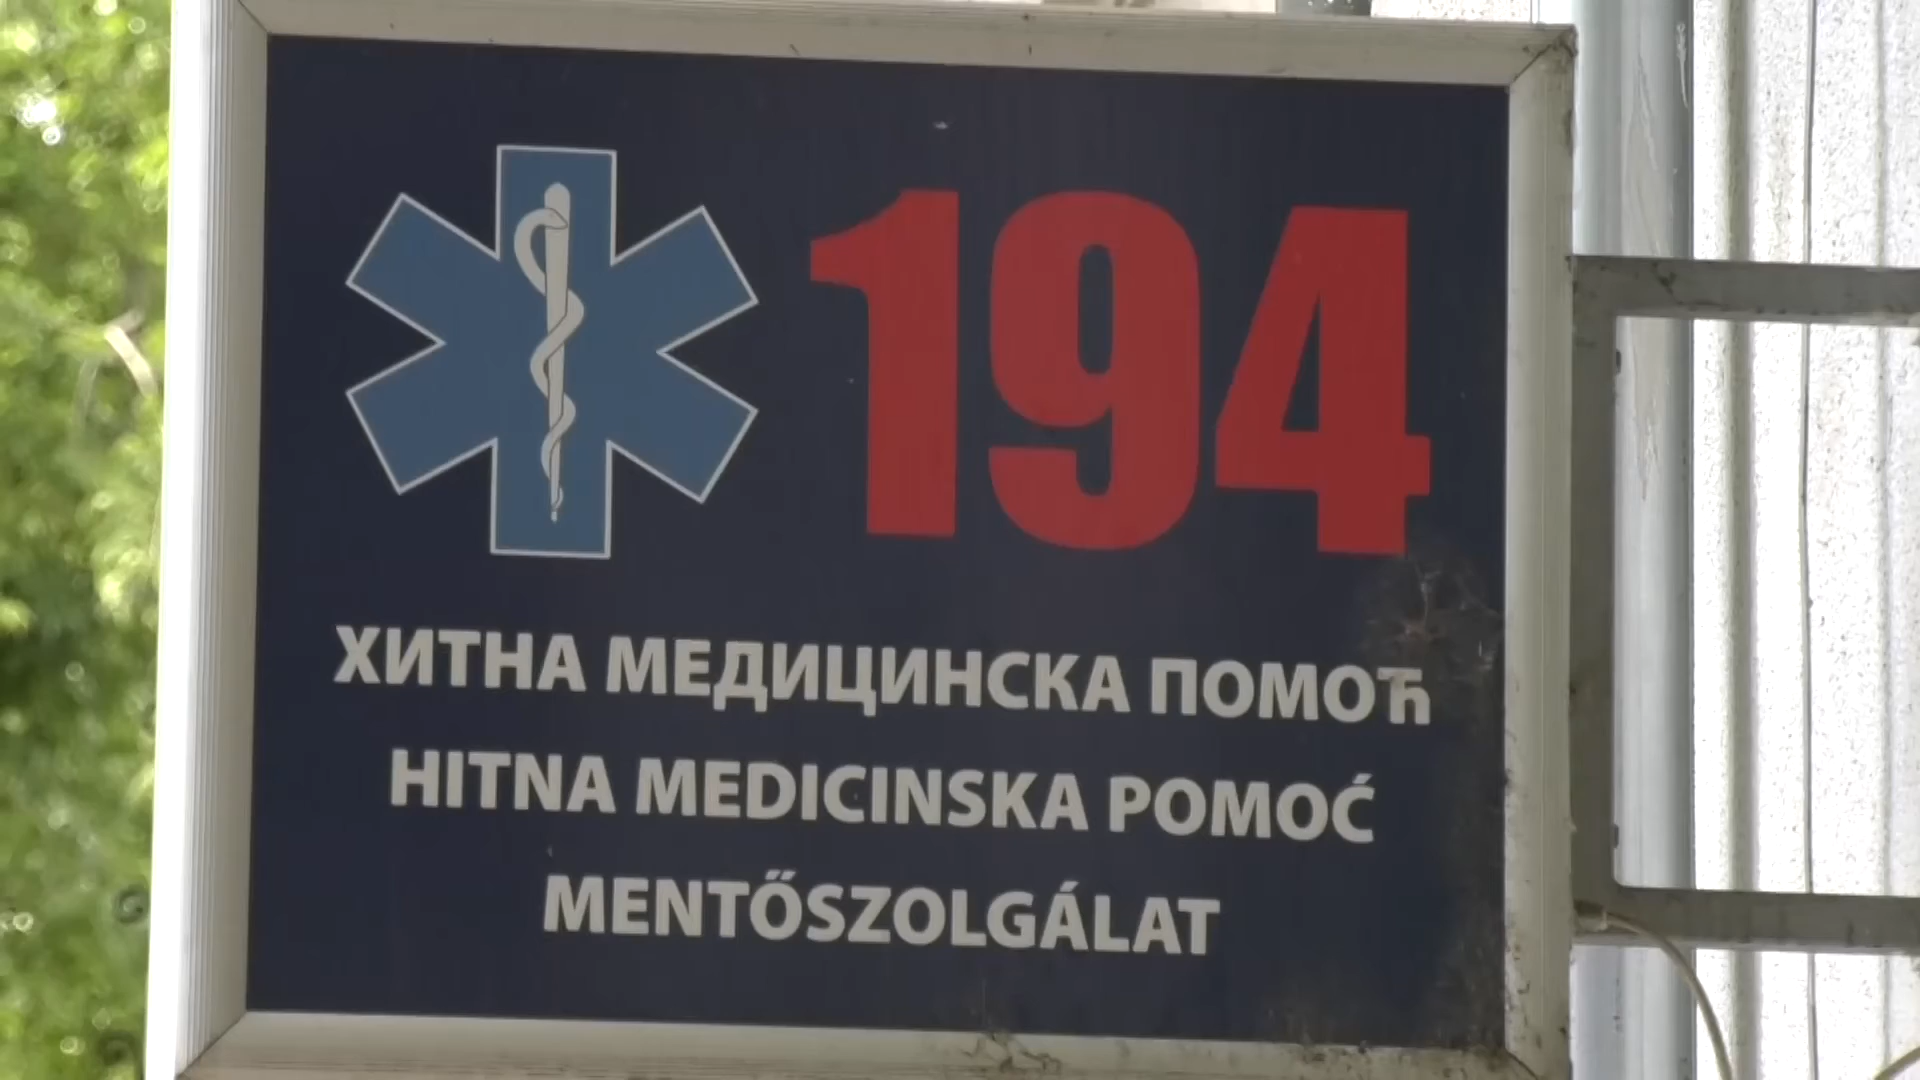 194
ХИТНА МЕДИЦИНСКА ПОМОЋ
HITNA MEDICINSKA POMOĆ
MENTŐSZOLGÁLAT